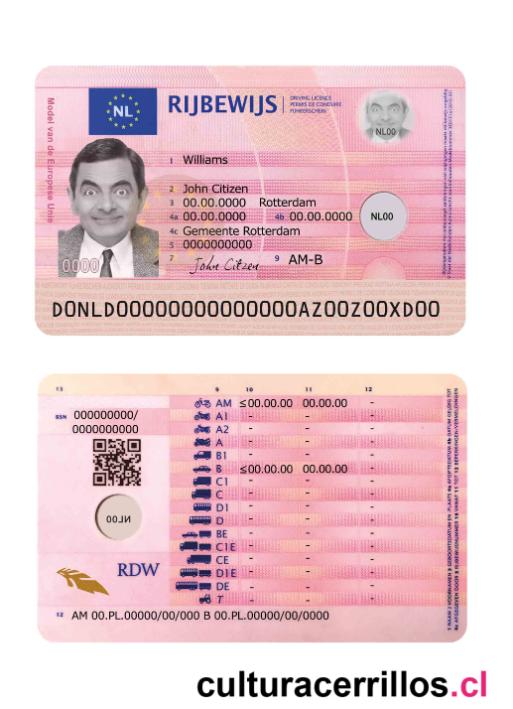 Model van de Europese Unie
NL
RIJBEWIJS
DRIVING LICENCE
PERMIS DE CONDUIRE
FÜHRERSCHEIN
NL00
1 Williams
2 John Citizen
3 00.00.0000 Rotterdam
4a 00.00.0000 4b 00.00.0000
4c Gemeente Rotterdam
5 0000000000
7 John Citizen 9 AM-B
NL00
0000
D0NLD00000000000000AZ00Z00XD00
13 9 10 11 12
BSN 000000000/
0000000000
AM ≤00.00.00 00.00.00 -
A1 - - -
A2 - - -
A - - -
B1 - - -
B ≤00.00.00 00.00.00 -
C1 - - -
C - - -
D1 - - -
D - - -
BE - - -
C1E - - -
CE - - -
D1E - - -
DE - - -
T - - -
NL00
RDW
12 AM 00.PL.00000/00/000 B 00.PL.00000/00/0000
culturacerrillos.cl